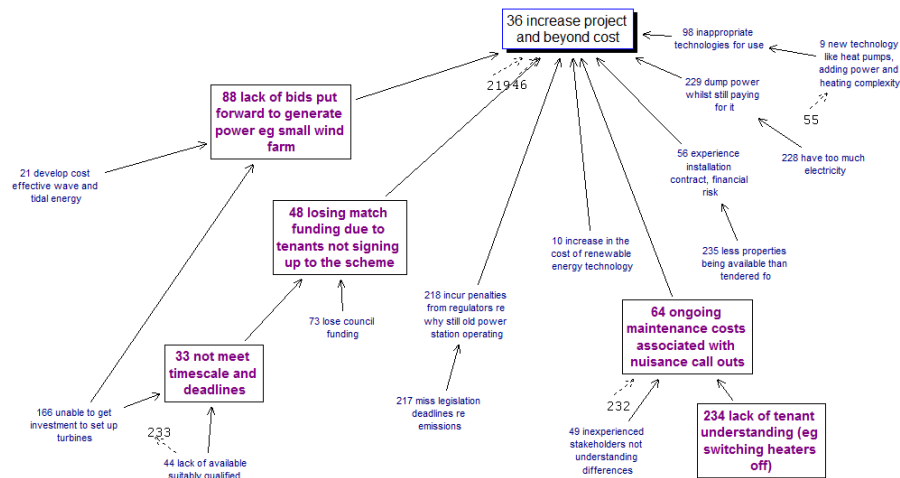 36 increase project
and beyond cost
98 inappropriate
technologies for use
9 new technology
like heat pumps,
adding power and
heating complexity
21946
229 dump power
whilst still paying
for it
55
88 lack of bids put
forward to generate
power eg small wind
farm
21 develop cost
effective wave and
tidal energy
56 experience
installation
contract, financial
risk
228 have too much
electricity
48 losing match
funding due to
tenants not signing
up to the scheme
10 increase in the
cost of renewable
energy technology
235 less properties
being available than
tendered fo
218 incur penalties
from regulators re
why still old power
station operating
73 lose council
funding
64 ongoing
maintenance costs
associated with
nuisance call outs
33 not meet
timescale and
deadlines
217 miss legislation
deadlines re
emissions
232
166 unable to get
investment to set up
turbines
233
49 inexperienced
stakeholders not
understanding
differences
234 lack of tenant
understanding (eg
switching heaters
off)
44 lack of available
suitably qualified